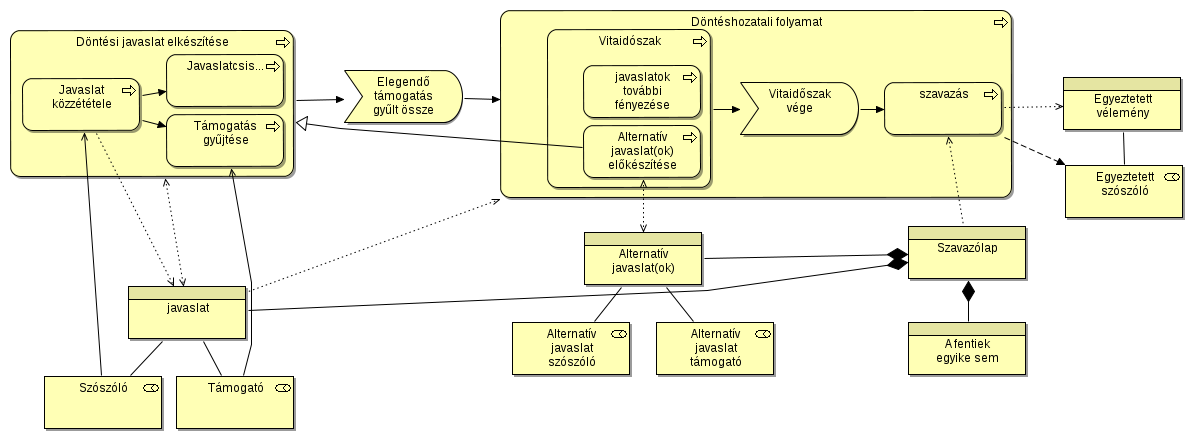 Döntési javaslat elkészítése
Javaslat
közzététele
Javaslatcsis...
Támogatás
gyűjtése
Elegendő
támogatás
gyűlt össze
Döntéshozatali folyamat
Vitaidőszak
javaslatok
további
fényezése
Alternatív
javaslat(ok)
előkészítése
Vitaidőszak
vége
szavazás
Egyeztetett
vélemény
Egyeztetett
szószóló
Alternatív
javaslat(ok)
Szavazólap
javaslat
Alternatív
javaslat
szószóló
Alternatív
javaslat
támogató
A fentiek
egyike sem
Szószóló
Támogató